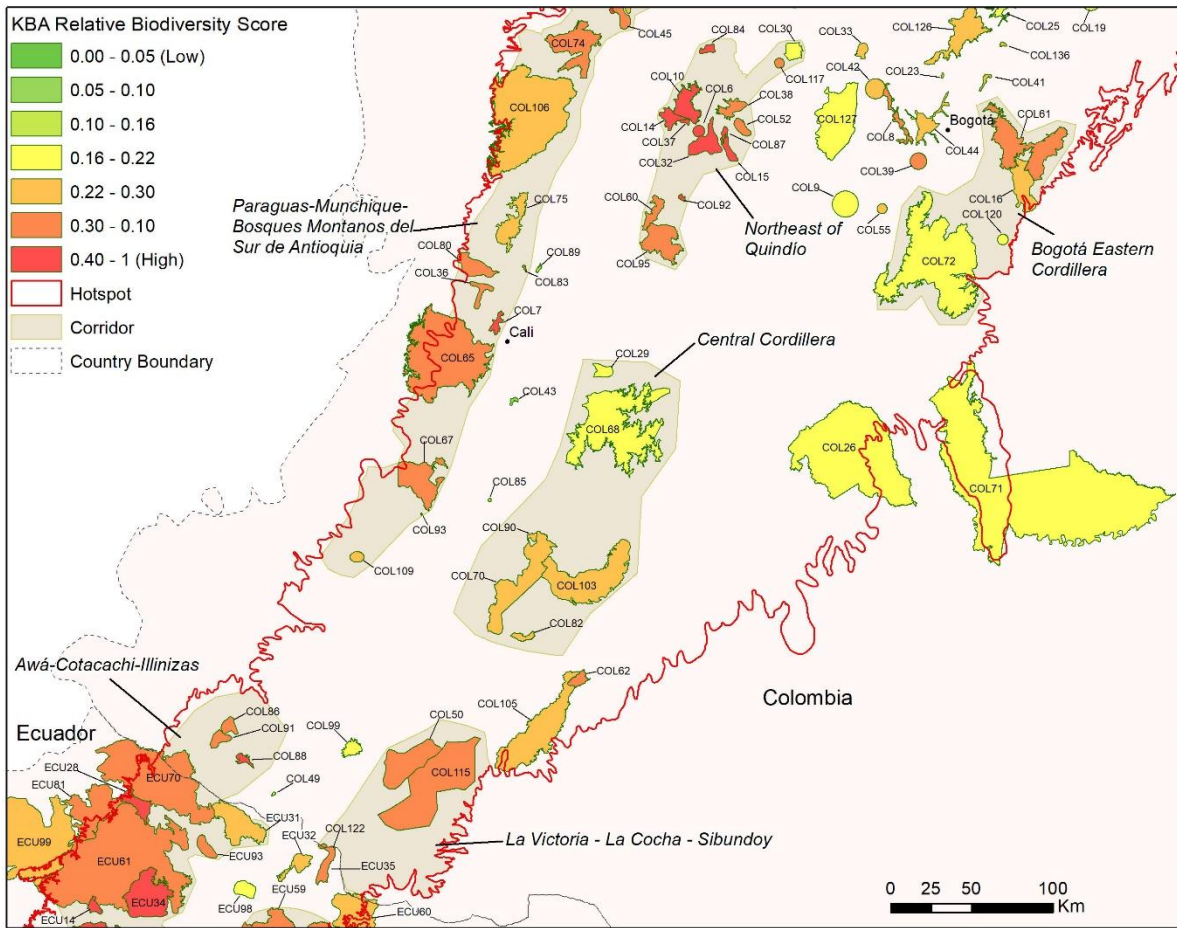 KBA Relative Biodiversity Score
0.00 - 0.05 (Low)
0.05 - 0.10
0.10 - 0.16
0.16 - 0.22
0.22 - 0.30
0.30 - 0.10
0.40 - 1 (High)
Hotspot
Corridor
Country Boundary
COL74
COL45
COL106
COL84
COL30
COL33
COL126
COL25
COL19
COL136
COL10
COL6
COL117
COL42
COL23
COL41
COL38
COL14
COL37
COL52
COL127
COL8
Bogotá
COL61
COL32
COL87
COL44
COL15
COL39
Paraguas-Munchique-
Bosques Montanos del
Sur de Antioquia
COL75
COL60
COL92
Northeast of
Quindío
COL9
COL55
COL16
COL120
Bogotá Eastern
Cordillera
COL80
COL89
COL36
COL83
COL95
COL72
COL7
Cali
COL65
Central Cordillera
COL29
COL43
COL68
COL67
COL26
COL71
COL85
COL93
COL90
COL109
COL70
COL103
COL82
Awá-Cotacachi-Illinizas
COL62
COL105
Colombia
Ecuador
COL86
COL91
COL99
COL50
COL88
ECU28
ECU70
COL115
ECU81
COL49
ECU31
ECU32
COL122
ECU99
La Victoria - La Cocha - Sibundoy
ECU61
ECU93
ECU35
ECU59
ECU34
ECU98
ECU14
ECU60
0 25 50 100
Km